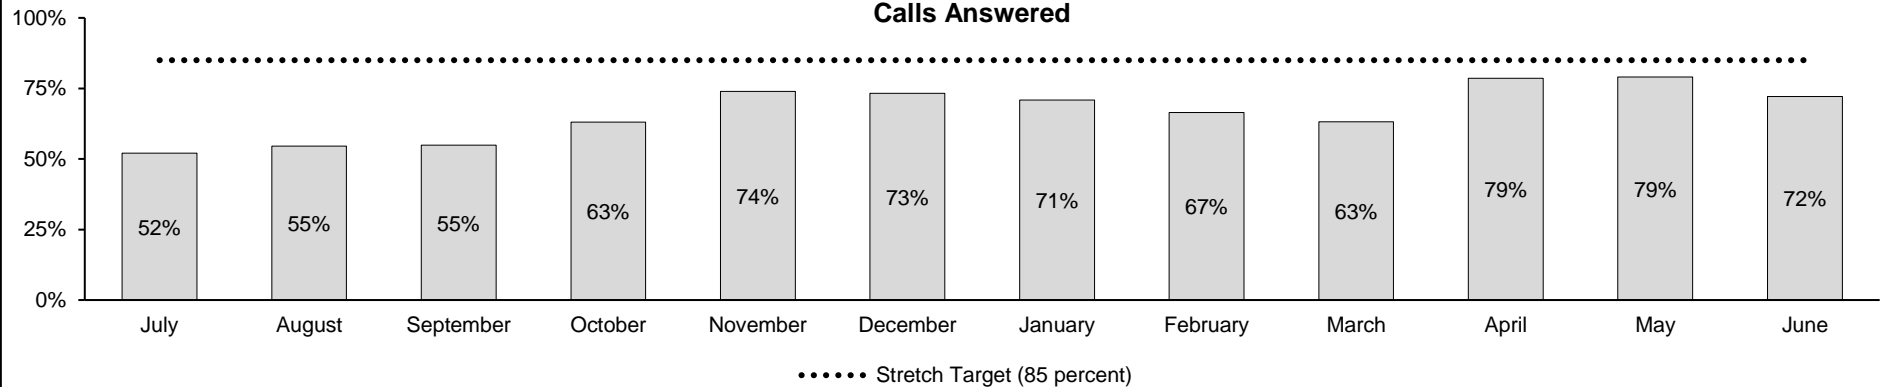 Calls Answered
100%
75%
50%
25%
0%
52%
55%
55%
63%
74%
73%
71%
67%
63%
79%
79%
72%
July
August
September
October
November
December
January
February
March
April
May
June
Stretch Target (85 percent)